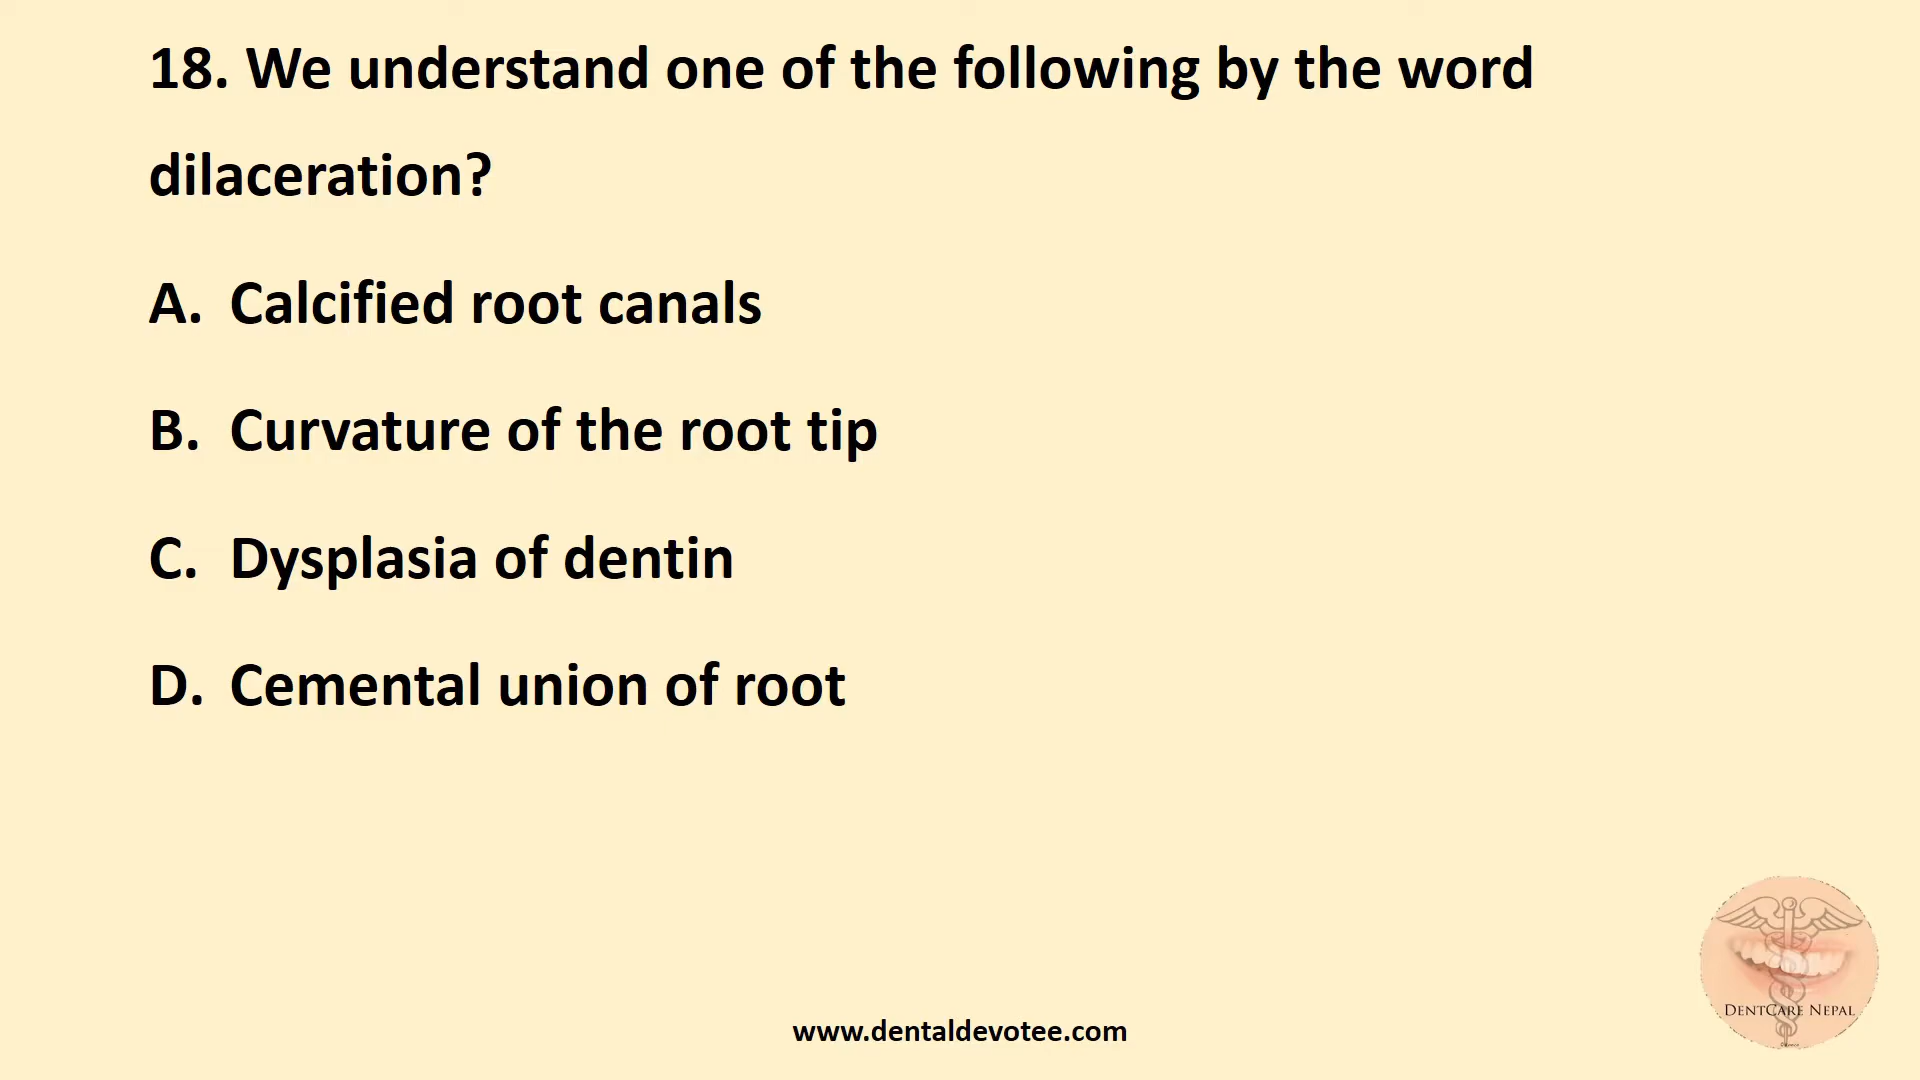 18. We understand one of the following by the word
dilaceration?
A. Calcified root canals
B. Curvature of the root tip
C. Dysplasia of dentin
D. Cemental union of root
DentCare Nepal
www.dentaldevotee.com